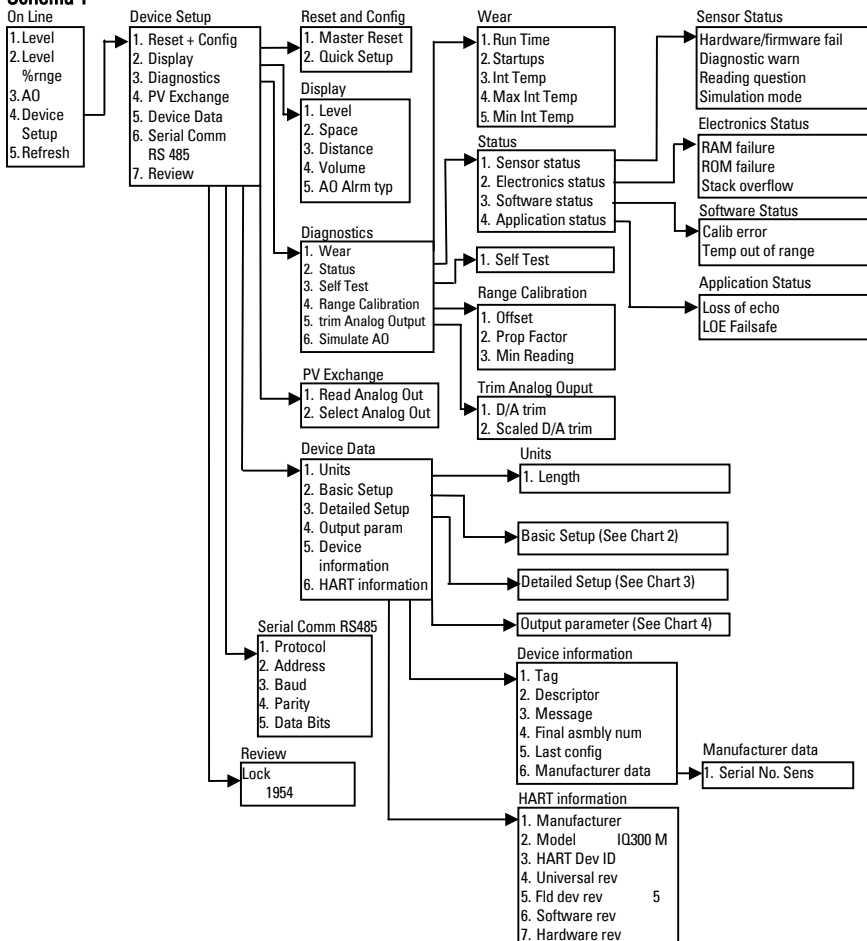 Schema 1
On Line
1. Level
2. Level
%rnge
3. AO
4. Device
Setup
5. Refresh
Device Setup
1. Reset + Config
2. Display
3. Diagnostics
4. PV Exchange
5. Device Data
6. Serial Comm
RS 485
7. Review
Reset and Config
1. Master Reset
2. Quick Setup
Display
1. Level
2. Space
3. Distance
4. Volume
5. AO Alrm typ
Diagnostics
1. Wear
2. Status
3. Self Test
4. Range Calibration
5. trim Analog Output
6. Simulate AO
PV Exchange
1. Read Analog Out
2. Select Analog Out
Device Data
1. Units
2. Basic Setup
3. Detailed Setup
4. Output param
5. Device
information
6. HART information
Serial Comm RS485
1. Protocol
2. Address
3. Baud
4. Parity
5. Data Bits
Review
Lock
1954
Wear
1. Run Time
2. Startups
3. Int Temp
4. Max Int Temp
5. Min Int Temp
Status
1. Sensor status
2. Electronics status
3. Software status
4. Application status
1. Self Test
Range Calibration
1. Offset
2. Prop Factor
3. Min Reading
Trim Analog Ouput
1. D/A trim
2. Scaled D/A trim
Units
1. Length
Basic Setup (See Chart 2)
Detailed Setup (See Chart 3)
Output parameter (See Chart 4)
Device information
1. Tag
2. Descriptor
3. Message
4. Final asmbly num
5. Last config
6. Manufacturer data
Manufacturer data
1. Serial No. Sens
HART information
1. Manufacturer
2. Model IQ300 M
3. HART Dev ID
4. Universal rev
5. Fld dev rev 5
6. Software rev
7. Hardware rev
Sensor Status
Hardware/firmware fail
Diagnostic warn
Reading question
Simulation mode
Electronics Status
RAM failure
ROM failure
Stack overflow
Software Status
Calib error
Temp out of range
Application Status
Loss of echo
LOE Failsafe